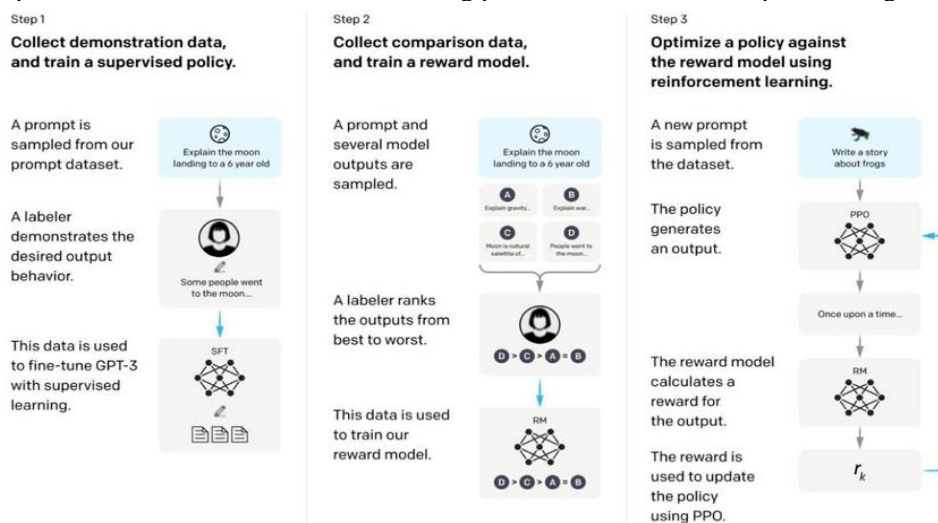 Step 1
Collect demonstration data,
and train a supervised policy.
A prompt is
sampled from our
prompt dataset.
Explain the moon
landing to a 6 year old
A labeler
demonstrates the
desired output
behavior.
Some people went
to the moon...
This data is used
to fine-tune GPT-3
with supervised
learning.
SFT
Step 2
Collect comparison data,
and train a reward model.
A prompt and
several model
outputs are
sampled.
Explain the moon
landing to a 6 year old
A
Explain gravity...
B
Explain war...
C
Moon is natural
satellite of...
D
People went to
the moon...
A labeler ranks
the outputs from
best to worst.
D > C > A = B
This data is used
to train our
reward model.
RM
D > C > A = B
Step 3
Optimize a policy against
the reward model using
reinforcement learning.
A new prompt
is sampled from
the dataset.
Write a story
about frogs
The policy
generates
an output.
PPO
Once upon a time...
The reward model
calculates a
reward for
the output.
RM
The reward is
used to update
the policy
using PPO.
rk